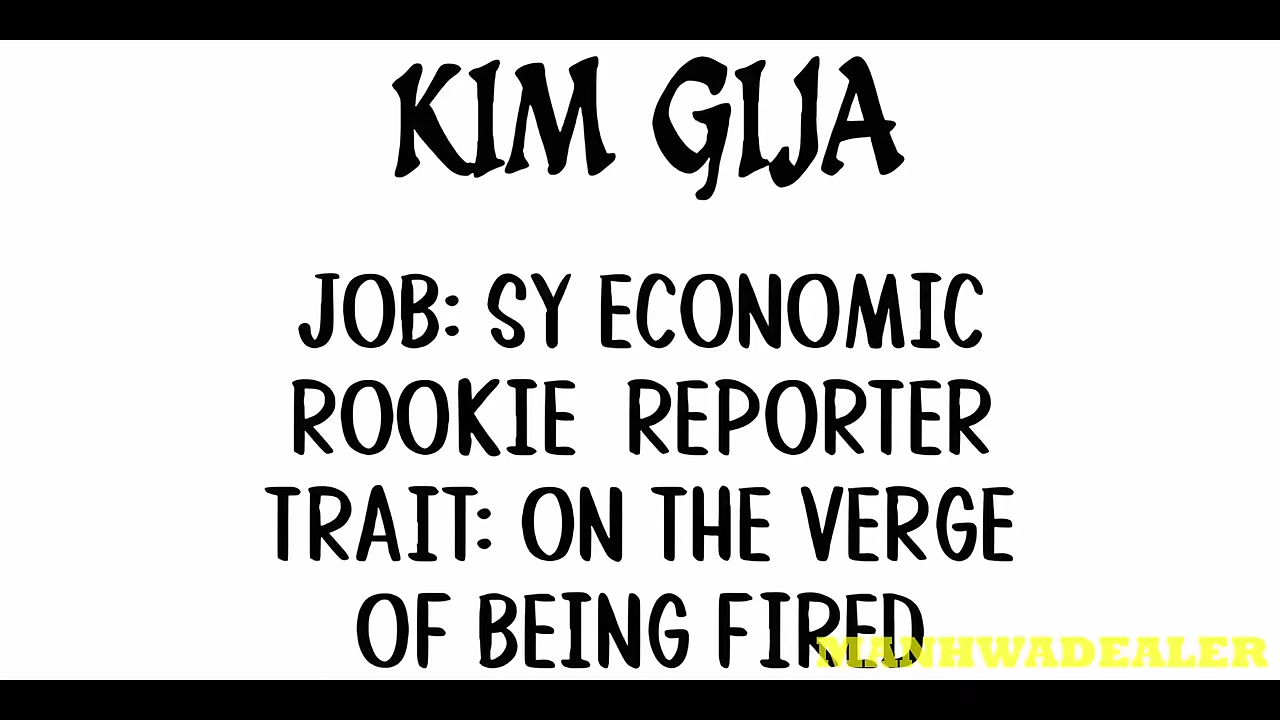 KIM GIJA
JOB: SY ECONOMIC
ROOKIE REPORTER
TRAIT: ON THE VERGE
OF BEING FIRED
MANHWADEALER